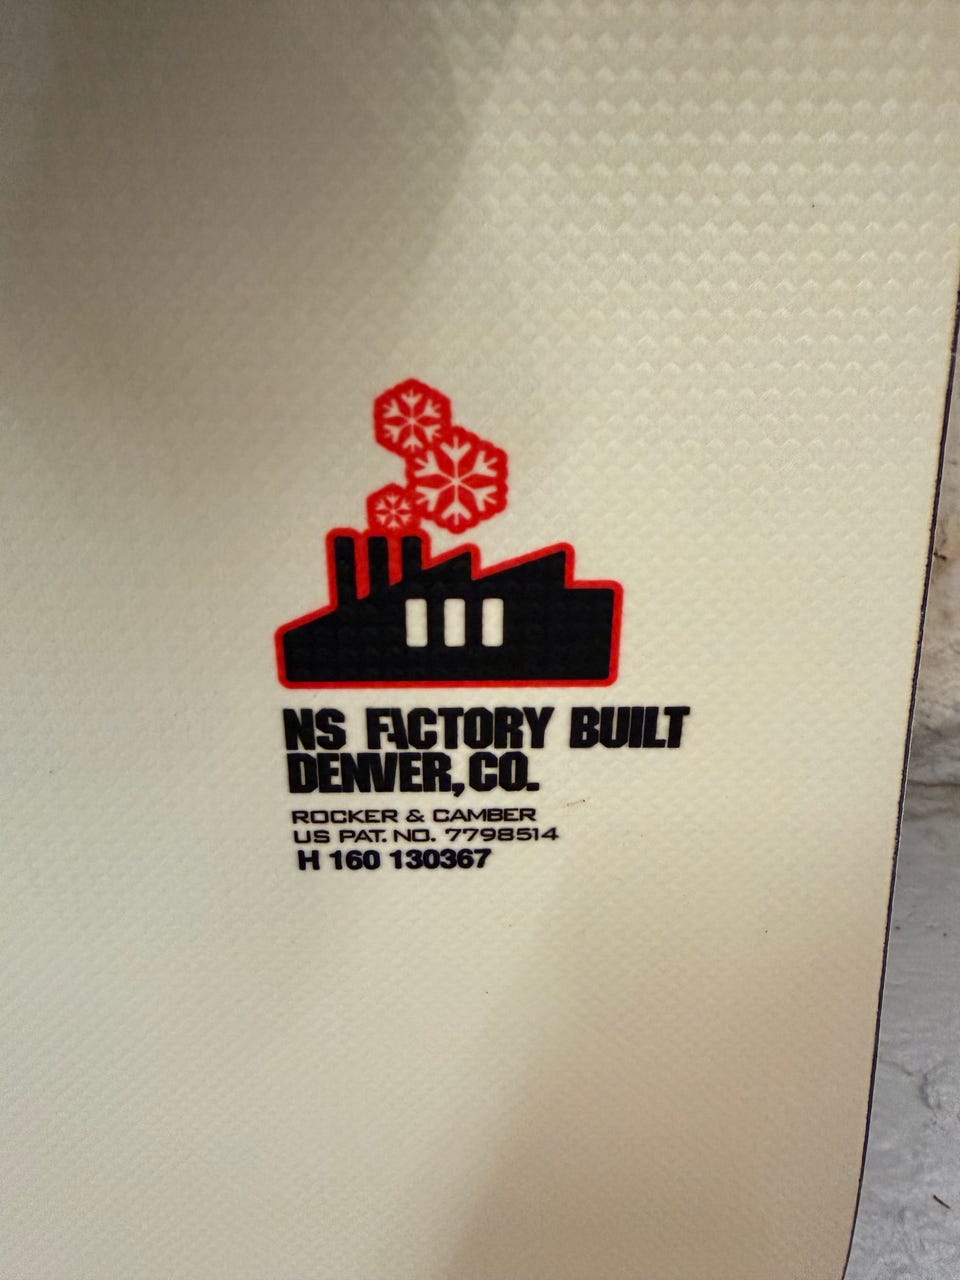 NS FACTORY BUILT
DENVER, CO.
ROCKER & CAMBER
US PAT. NO. 7798514
H 160 130367